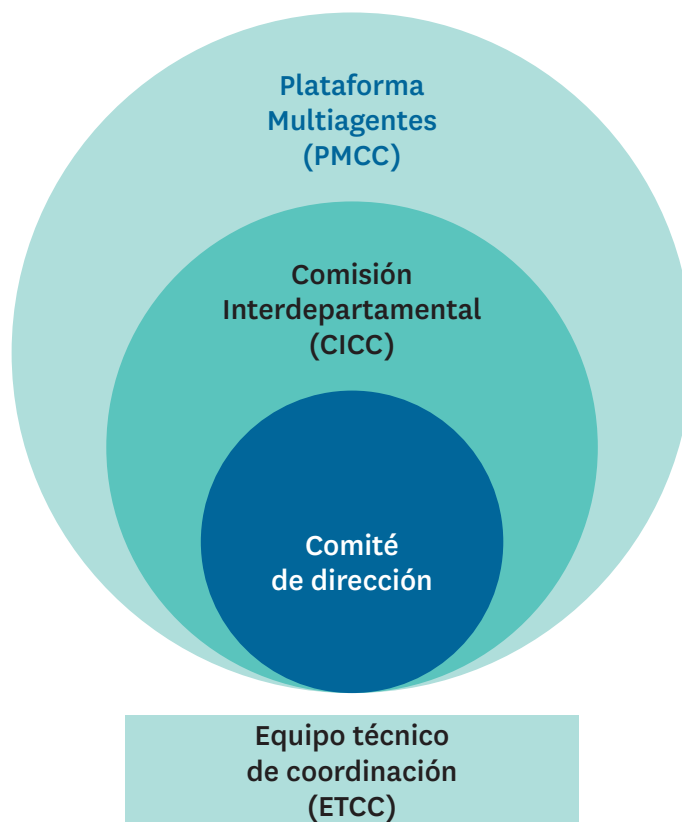 Plataforma
Multiagentes
(PMCC)
Comisión
Interdepartamental
(CICC)
Comité
de dirección
Equipo técnico
de coordinación
(ETCC)